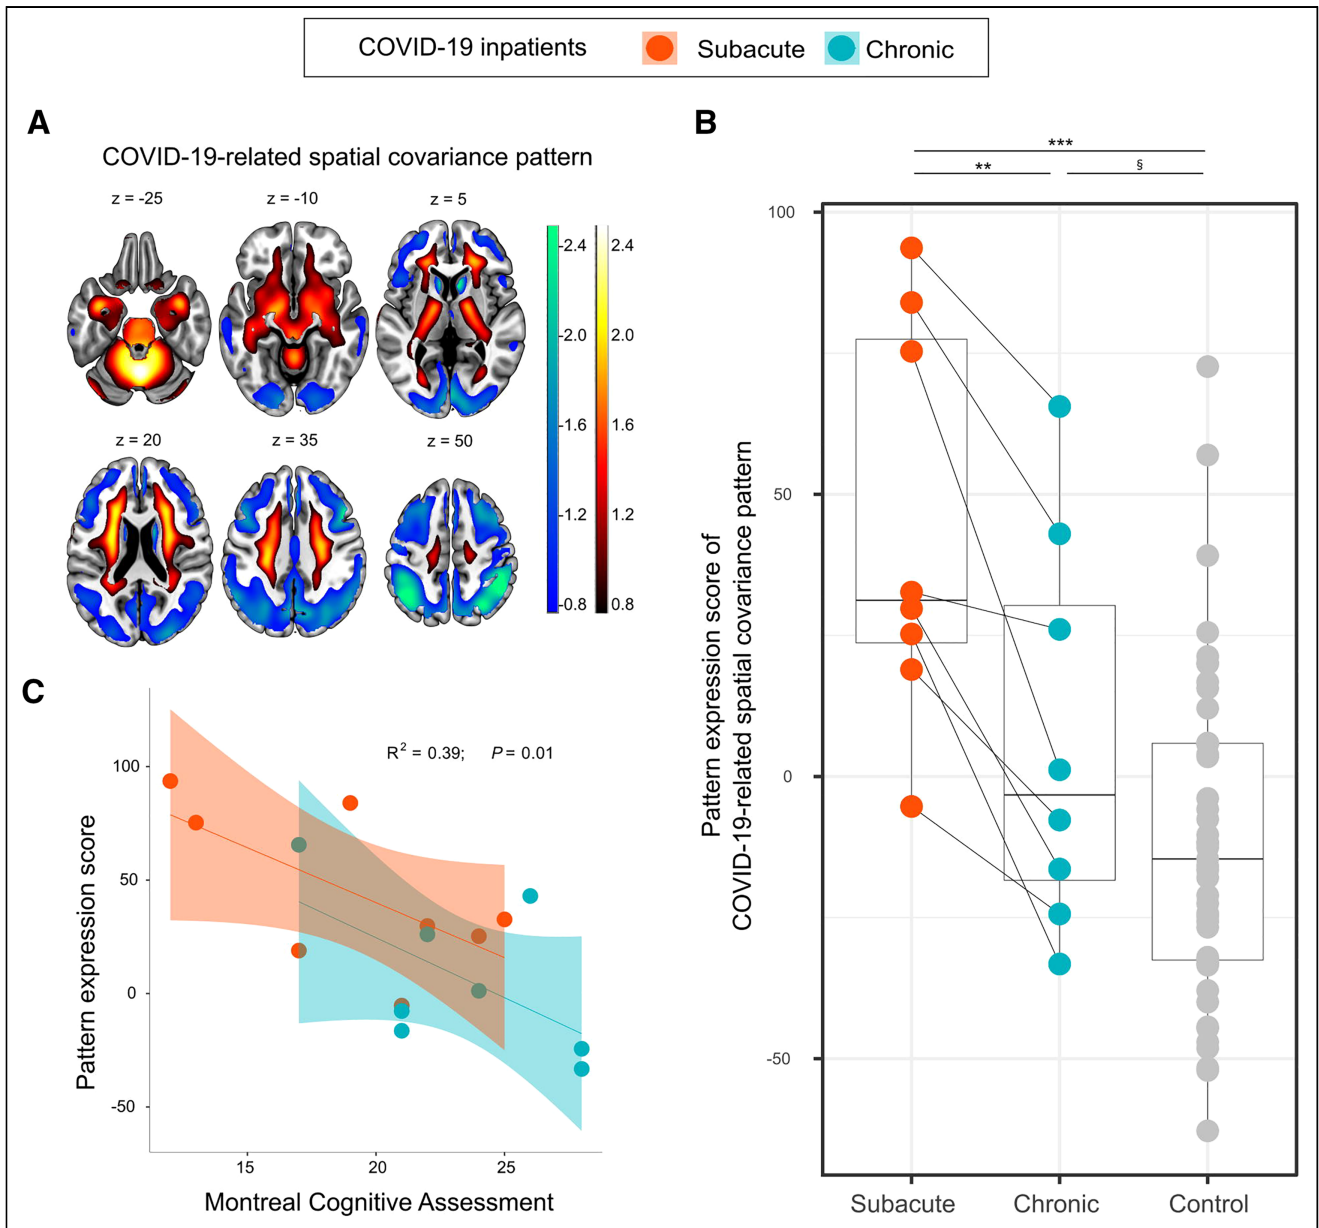 COVID-19 inpatients Subacute Chronic
A
COVID-19-related spatial covariance pattern
z = -25 z = -10 z = 5
z = 20 z = 35 z = 50
-2.4 2.4
-2.0 2.0
-1.6 1.6
-1.2 1.2
-0.8 0.8
B
***
** §
100
50
0
-50
Pattern expression score of
COVID-19-related spatial covariance pattern
Subacute Chronic Control
C
R² = 0.39; P = 0.01
100
50
0
-50
Pattern expression score
15 20 25
Montreal Cognitive Assessment